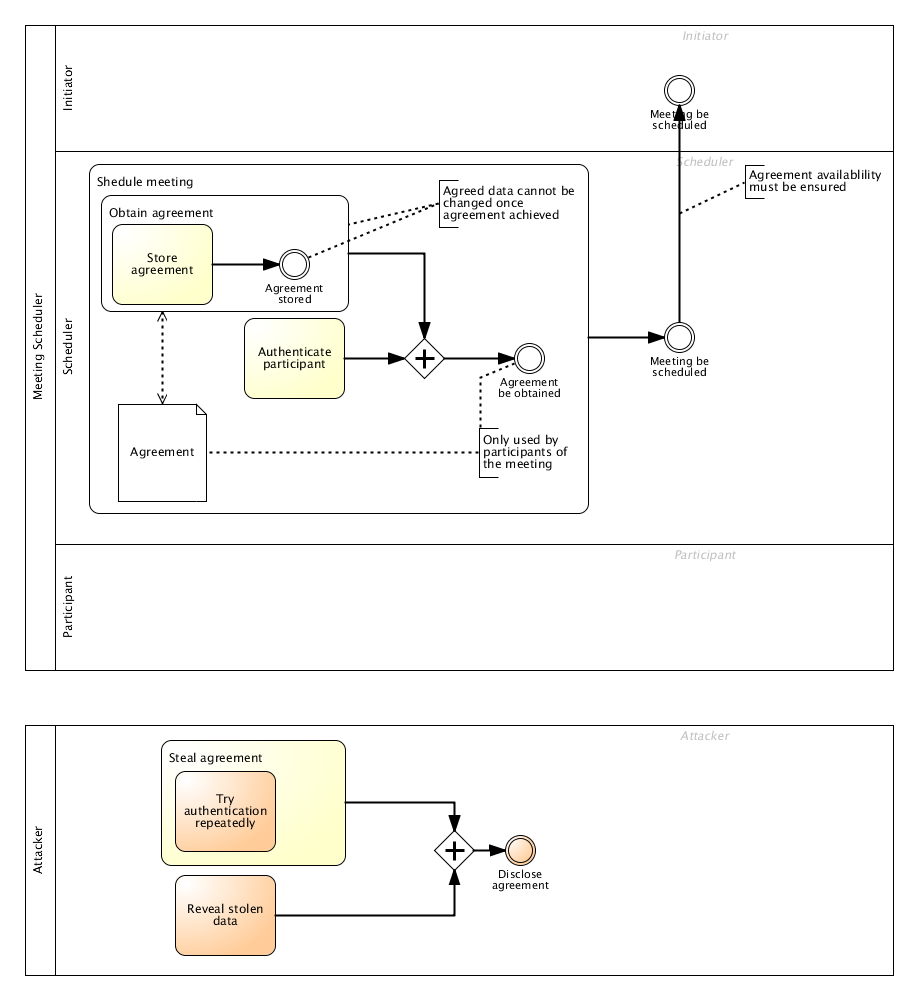 Meeting Scheduler
Initiator
Initiator
Meeting be
scheduled
Scheduler
Scheduler
Shedule meeting
Obtain agreement
Store
agreement
Agreement
stored
Agreed data cannot be
changed once
agreement achieved
Agreement availablility
must be ensured
Authenticate
participant
Agreement
be obtained
Meeting be
scheduled
Agreement
Only used by
participants of
the meeting
Participant
Participant
Attacker
Attacker
Steal agreement
Try
authentication
repeatedly
Reveal stolen
data
Disclose
agreement